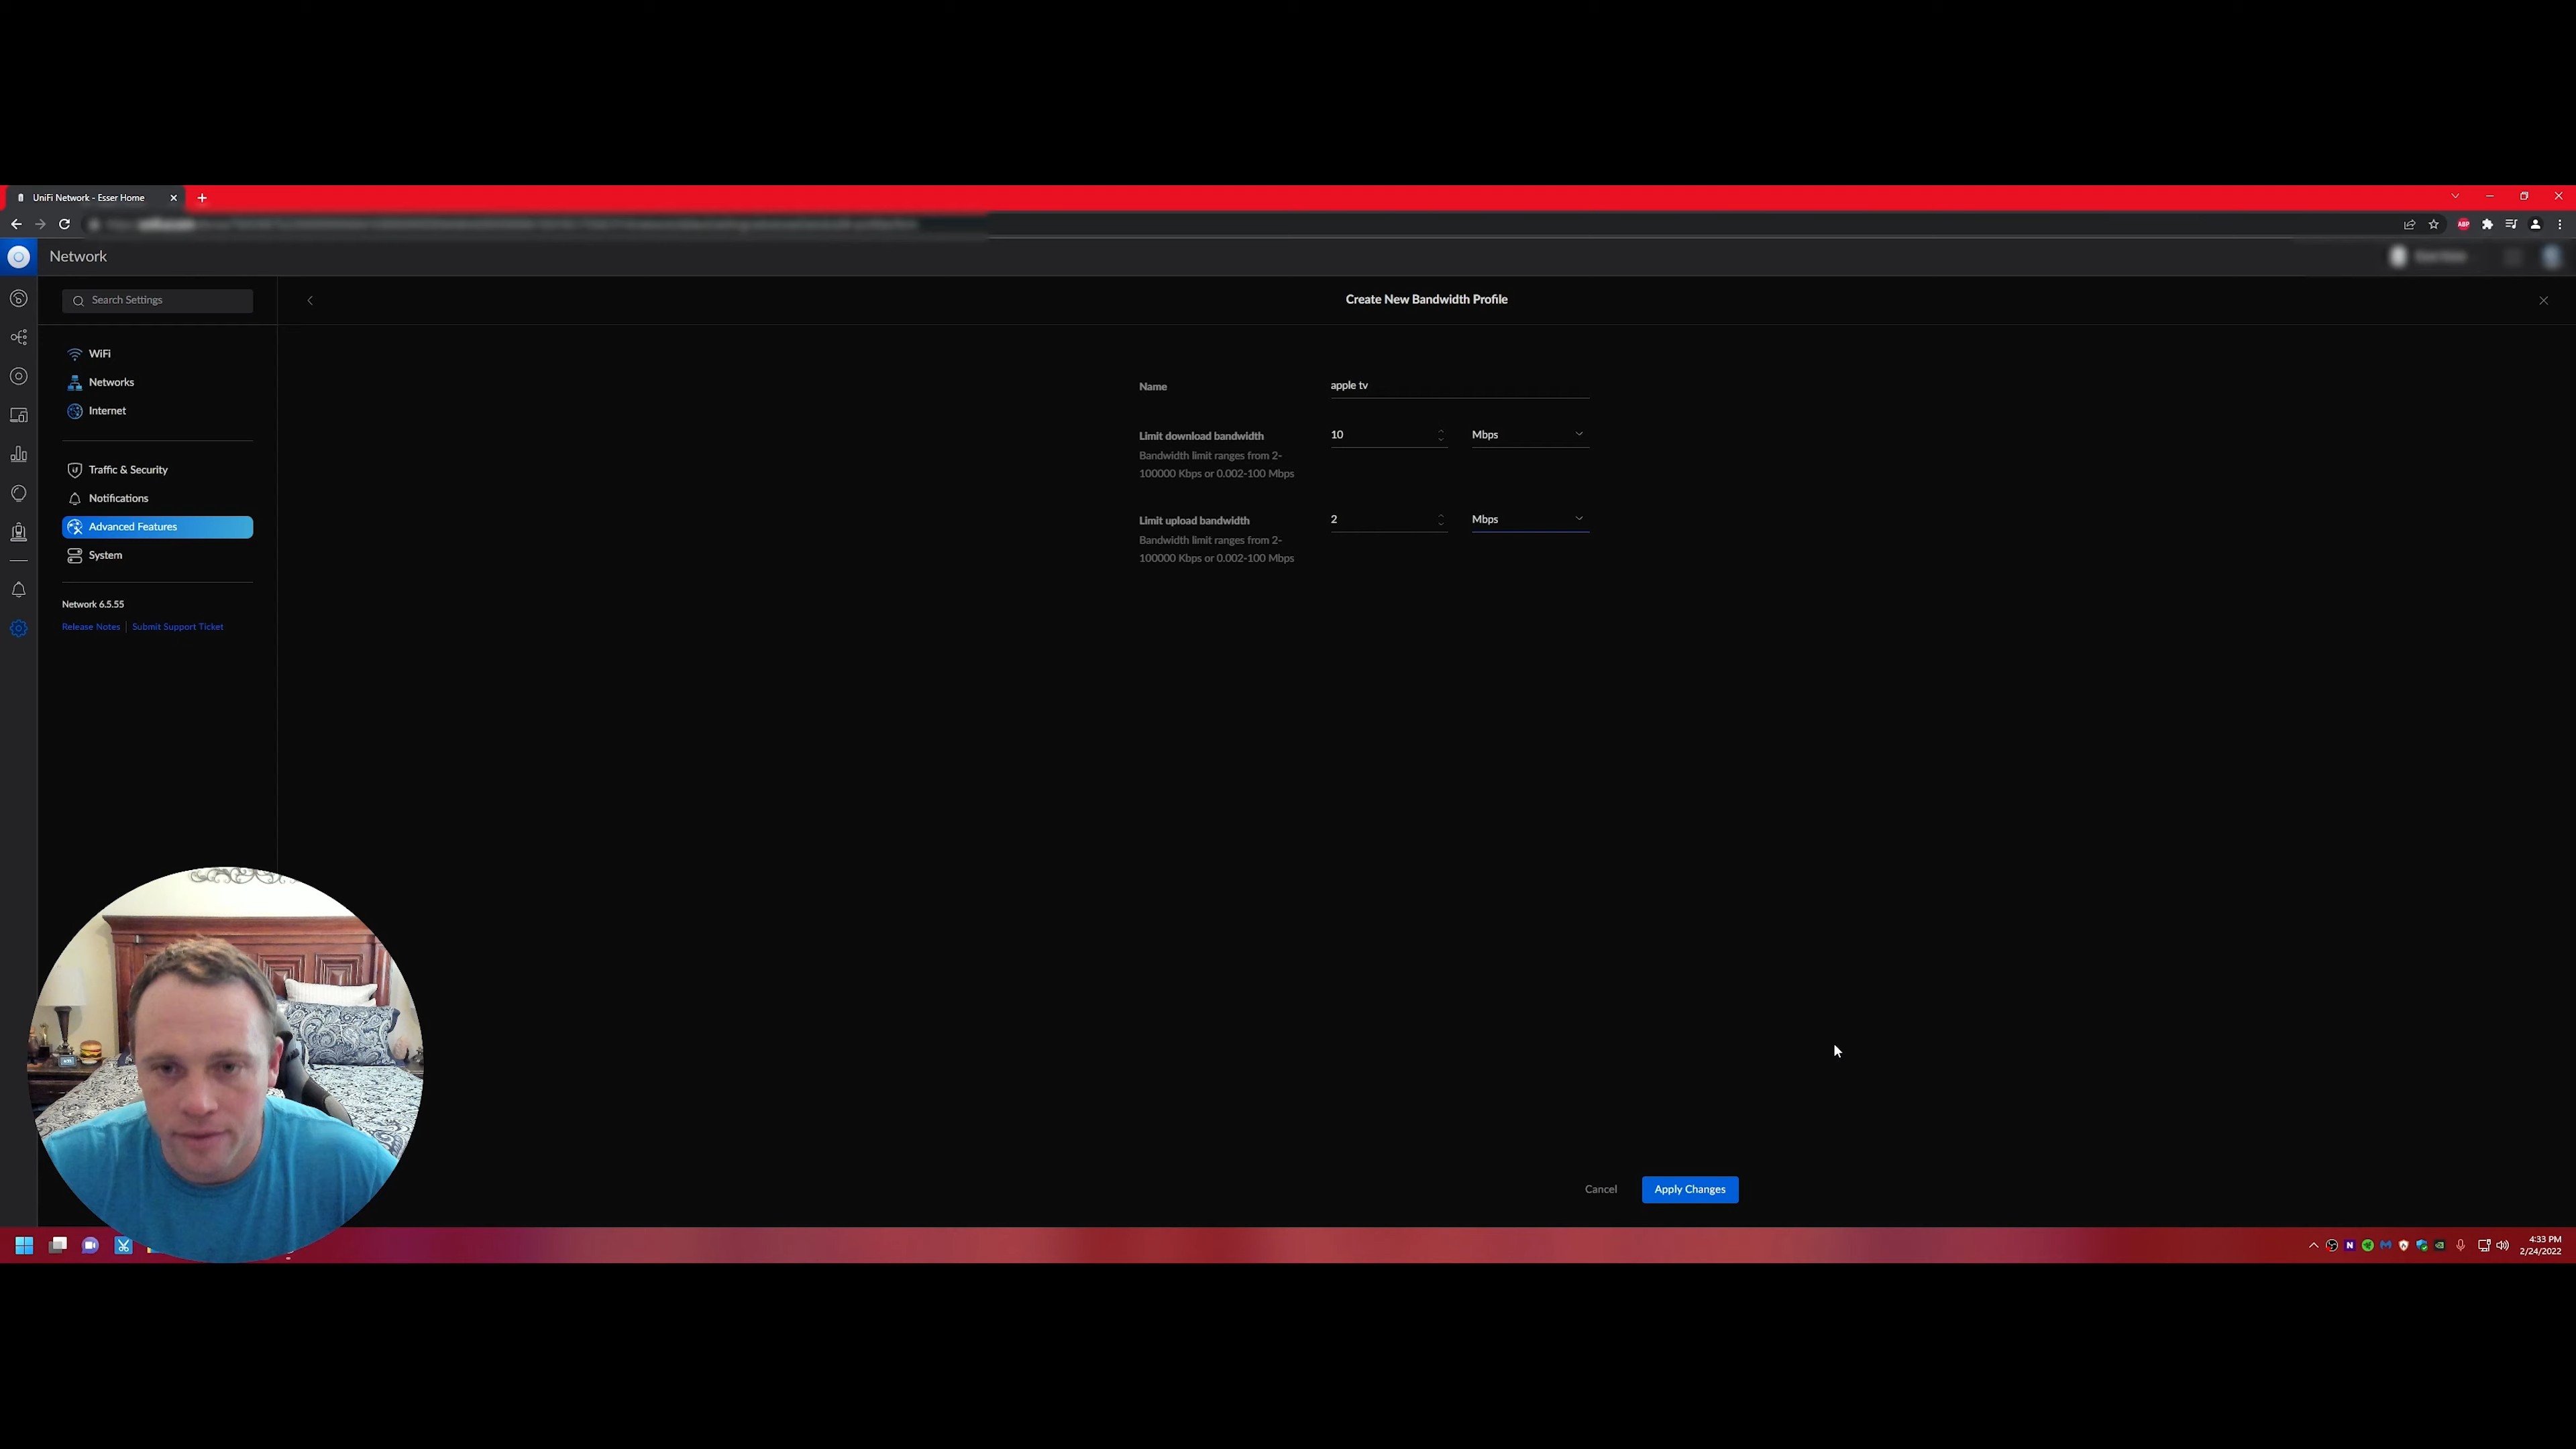 UniFi Network - Esser Home
Network
Search Settings
Create New Bandwidth Profile
WiFi
Networks
Internet
Traffic & Security
Notifications
Advanced Features
System
Network 6.5.55
Release Notes
Submit Support Ticket
Name
apple tv
Limit download bandwidth
10
Mbps
Bandwidth limit ranges from 2-
100000 Kbps or 0.002-100 Mbps
Limit upload bandwidth
2
Mbps
Bandwidth limit ranges from 2-
100000 Kbps or 0.002-100 Mbps
Cancel
Apply Changes
ABP
N
4:33 PM
2/24/2022